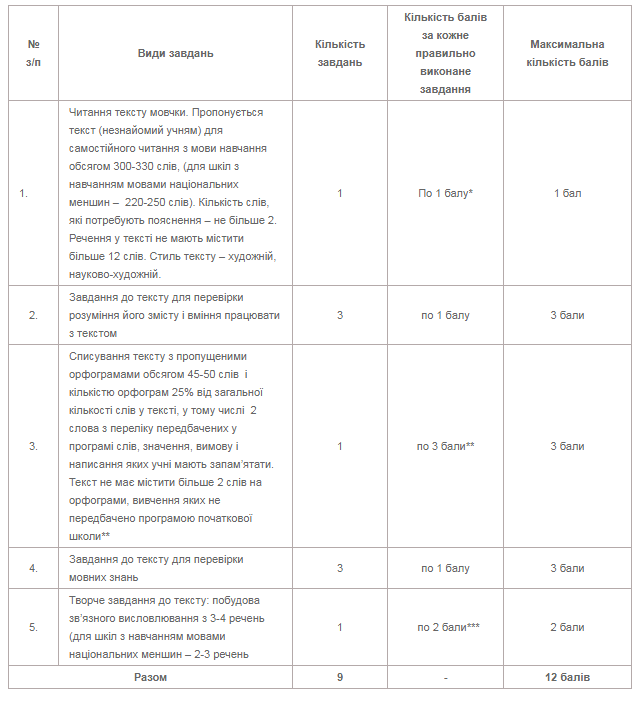 №
з/п
Види завдань
Кількість
завдань
Кількість балів
за кожне
правильно
виконане
завдання
Максимальна
кількість балів
1.
Читання тексту мовчки. Пропонується
текст (незнайомий учням) для
самостійного читання з мови навчання
обсягом 300-330 слів, (для шкіл з
навчанням мовами національних
меншин – 220-250 слів). Кількість слів,
які потребують пояснення – не більше 2.
Речення у тексті не мають містити
більше 12 слів. Стиль тексту – художній,
науково-художній.
1
По 1 балу*
1 бал
2.
Завдання до тексту для перевірки
розуміння його змісту і вміння працювати
з текстом
3
по 1 балу
3 бали
3.
Списування тексту з пропущеними
орфограмами обсягом 45-50 слів і
кількістю орфограм 25% від загальної
кількості слів у тексті, у тому числі 2
слова з переліку передбачених у
програмі слів, значення, вимову і
написання яких учні мають запам'ятати.
Текст не має містити більше 2 слів на
орфограми, вивчення яких не
передбачено програмою початкової
школи**
1
по 3 бали**
3 бали
4.
Завдання до тексту для перевірки
мовних знань
3
по 1 балу
3 бали
5.
Творче завдання до тексту: побудова
зв'язного висловлювання з 3-4 речень
(для шкіл з навчанням мовами
національних меншин – 2-3 речень
1
по 2 бали***
2 бали
Разом
9
-
12 балів